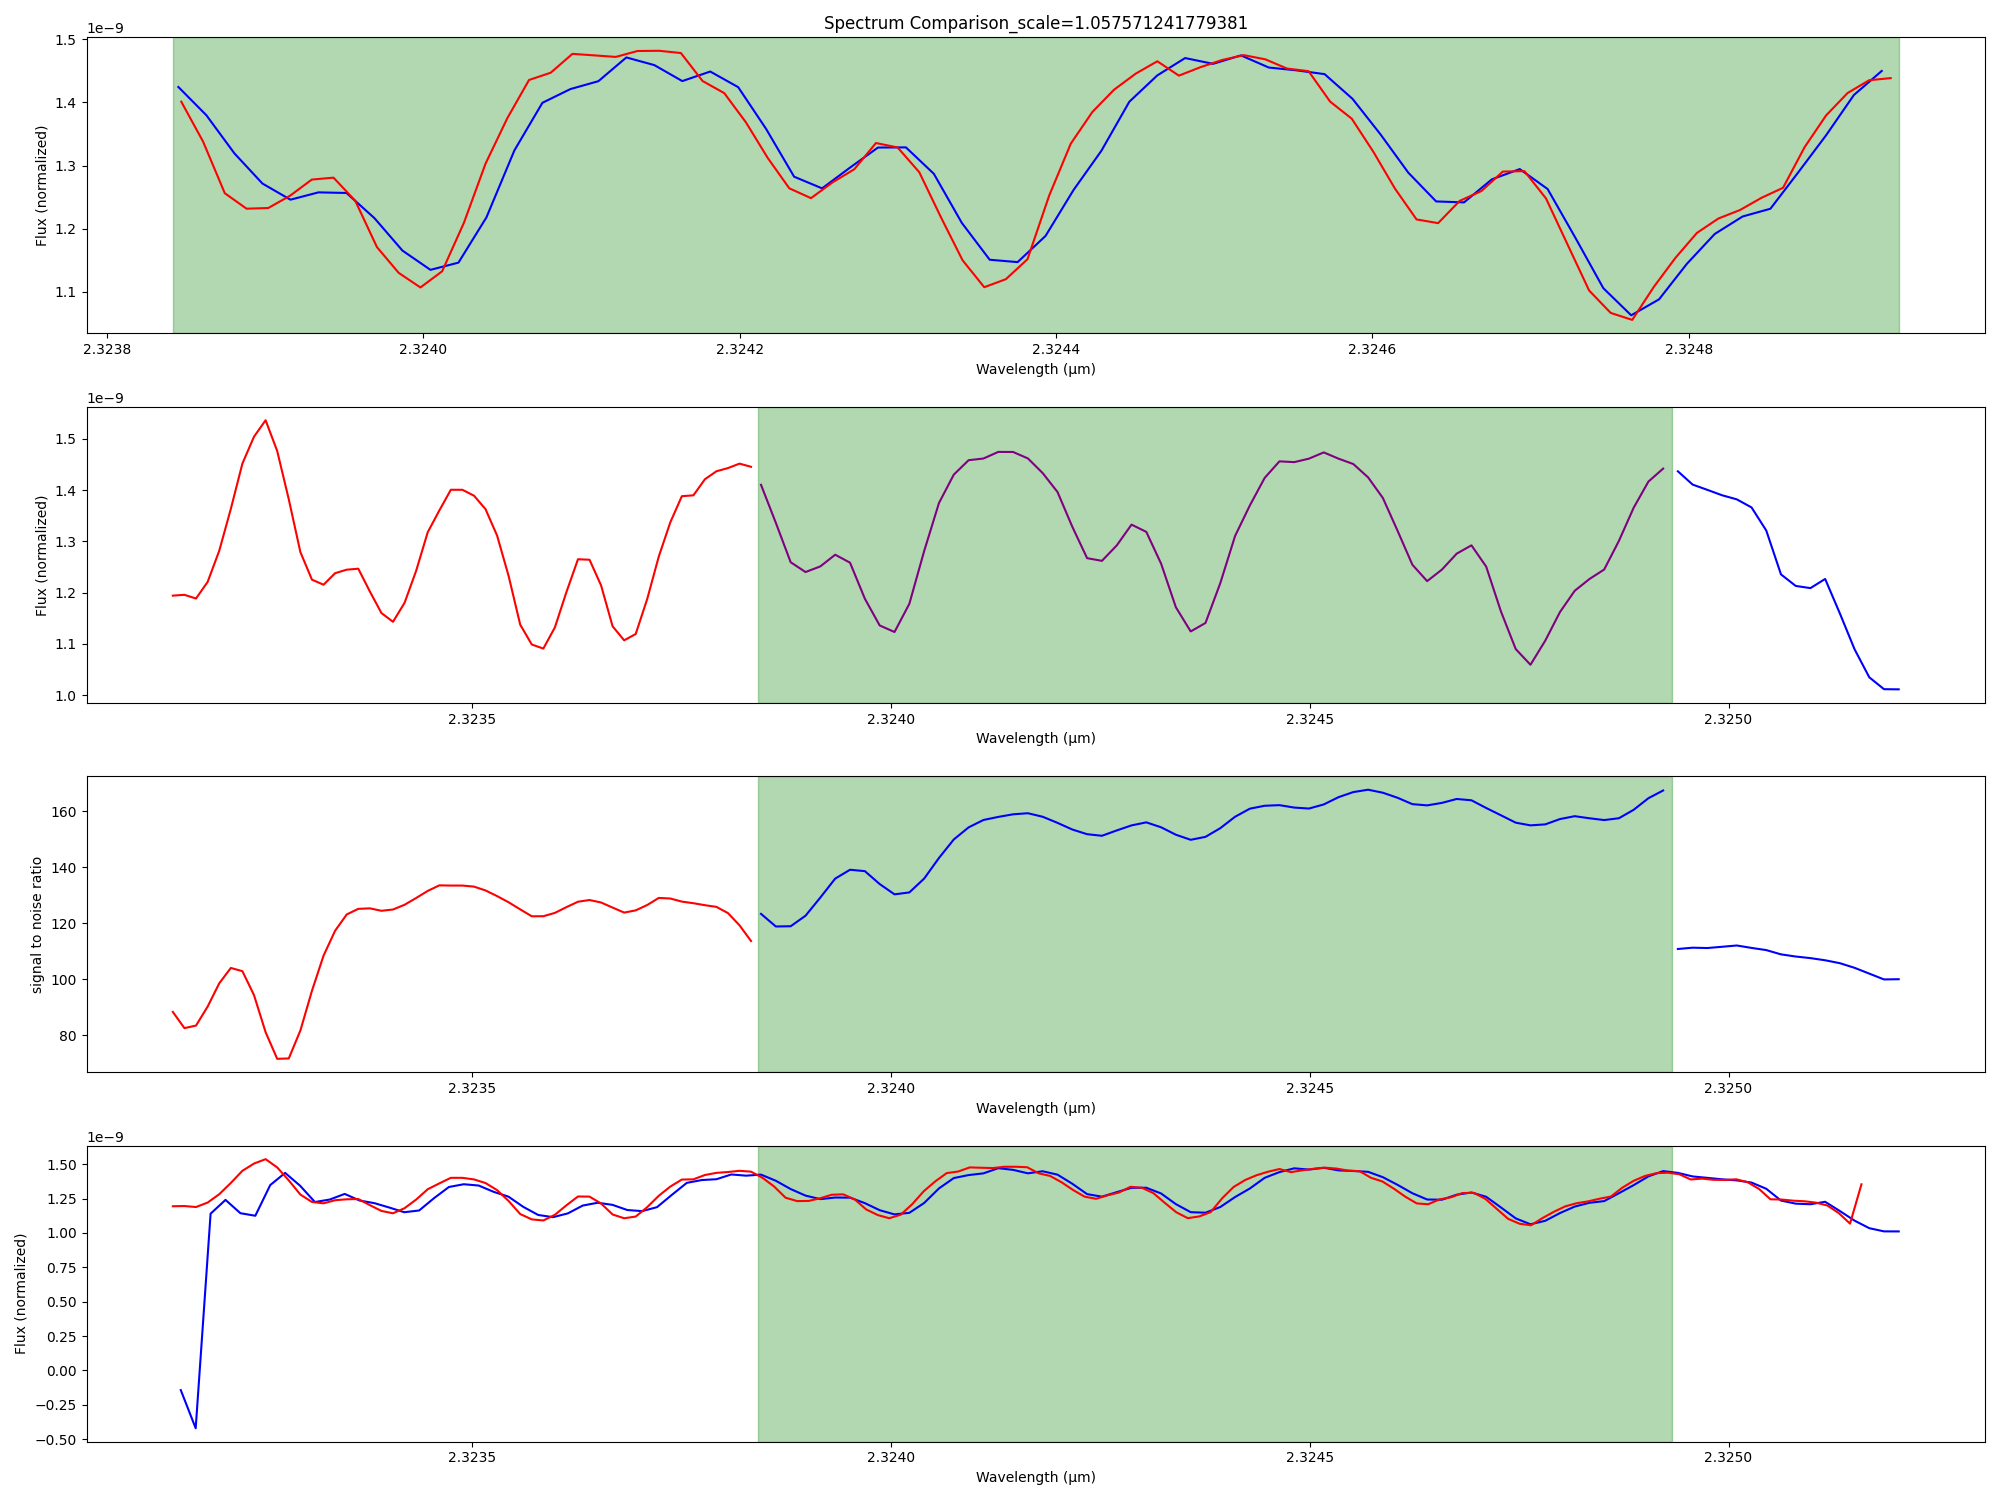 Spectrum Comparison_scale=1.057571241779381
1e−9
1.5
1.4
1.3
1.2
1.1
Flux (normalized)
2.3238 2.3240 2.3242 2.3244 2.3246 2.3248
Wavelength (μm)
1e−9
1.5
1.4
1.3
1.2
1.1
1.0
Flux (normalized)
2.3235 2.3240 2.3245 2.3250
Wavelength (μm)
160
140
120
100
80
signal to noise ratio
2.3235 2.3240 2.3245 2.3250
Wavelength (μm)
1e−9
1.50
1.25
1.00
0.75
0.50
0.25
0.00
−0.25
−0.50
Flux (normalized)
2.3235 2.3240 2.3245 2.3250
Wavelength (μm)